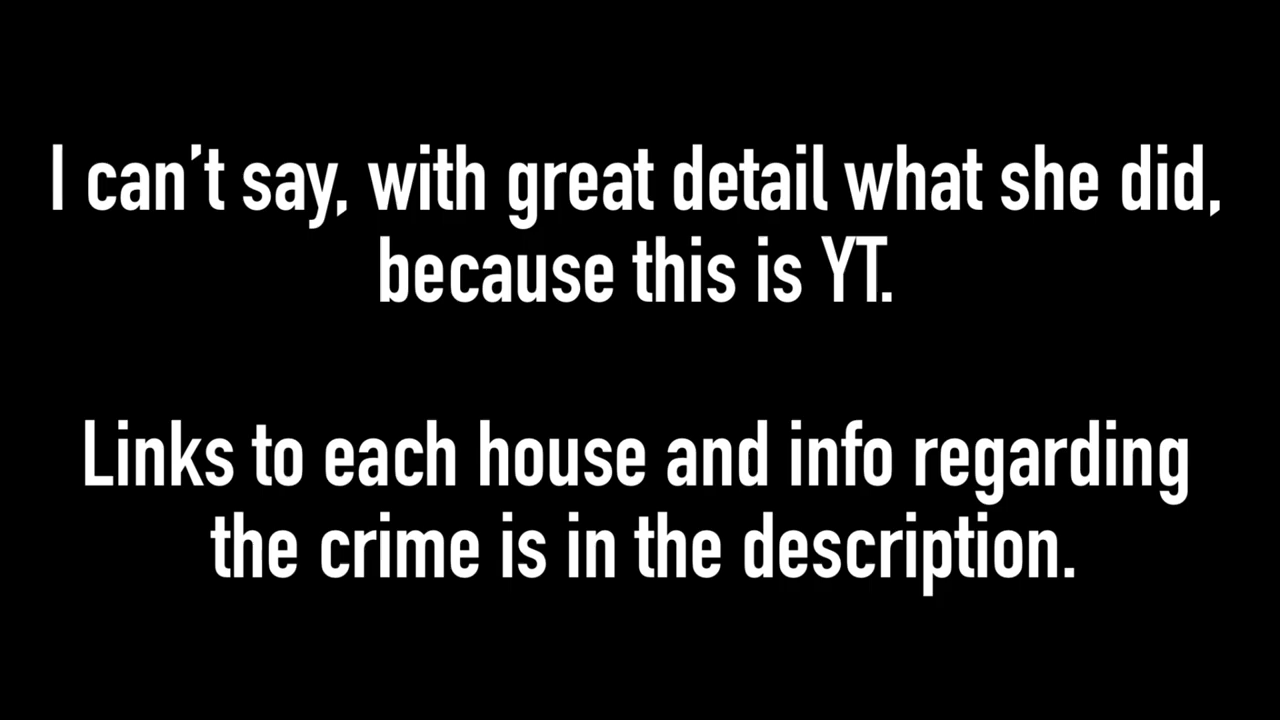 I can’t say, with great detail what she did,
because this is YT.
Links to each house and info regarding
the crime is in the description.